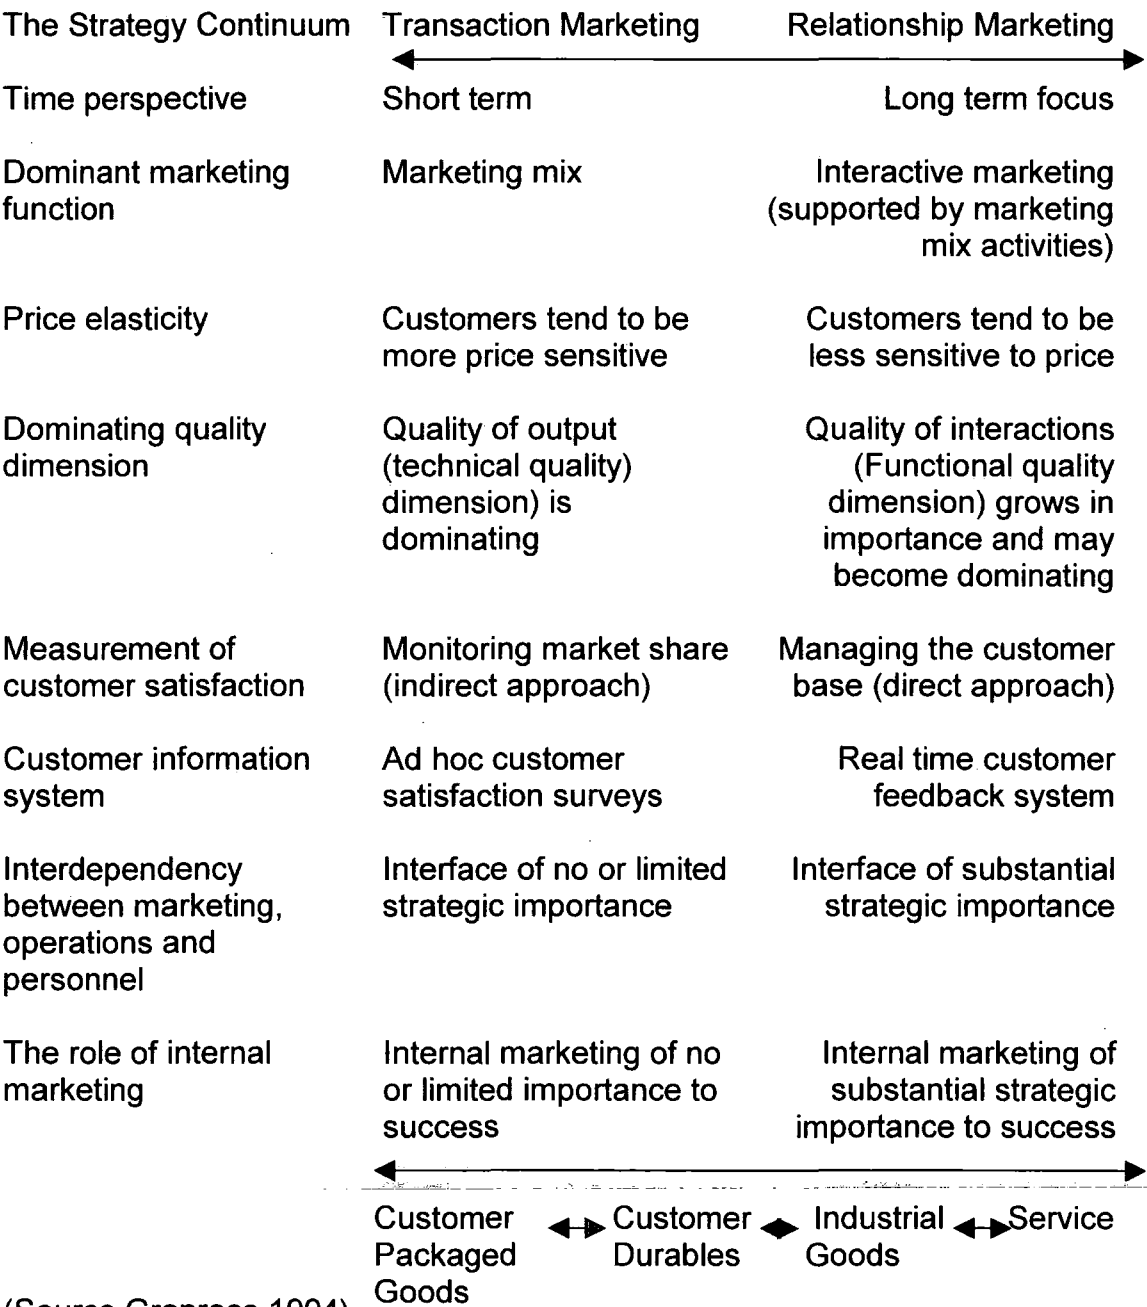 The Strategy Continuum Transaction Marketing Relationship Marketing
Time perspective Short term Long term focus
Dominant marketing Marketing mix Interactive marketing
function (supported by marketing
mix activities)
Price elasticity Customers tend to be Customers tend to be
more price sensitive less sensitive to price
Dominating quality Quality of output Quality of interactions
dimension (technical quality) (Functional quality
dimension) is dimension) grows in
dominating importance and may
become dominating
Measurement of Monitoring market share Managing the customer
customer satisfaction (indirect approach) base (direct approach)
Customer information Ad hoc customer Real time customer
system satisfaction surveys feedback system
Interdependency Interface of no or limited Interface of substantial
between marketing, strategic importance strategic importance
operations and
personnel
The role of internal Internal marketing of no Internal marketing of
marketing or limited importance to substantial strategic
success importance to success
Customer Customer Industrial Service
Packaged Durables Goods
Goods
(Source 1994)